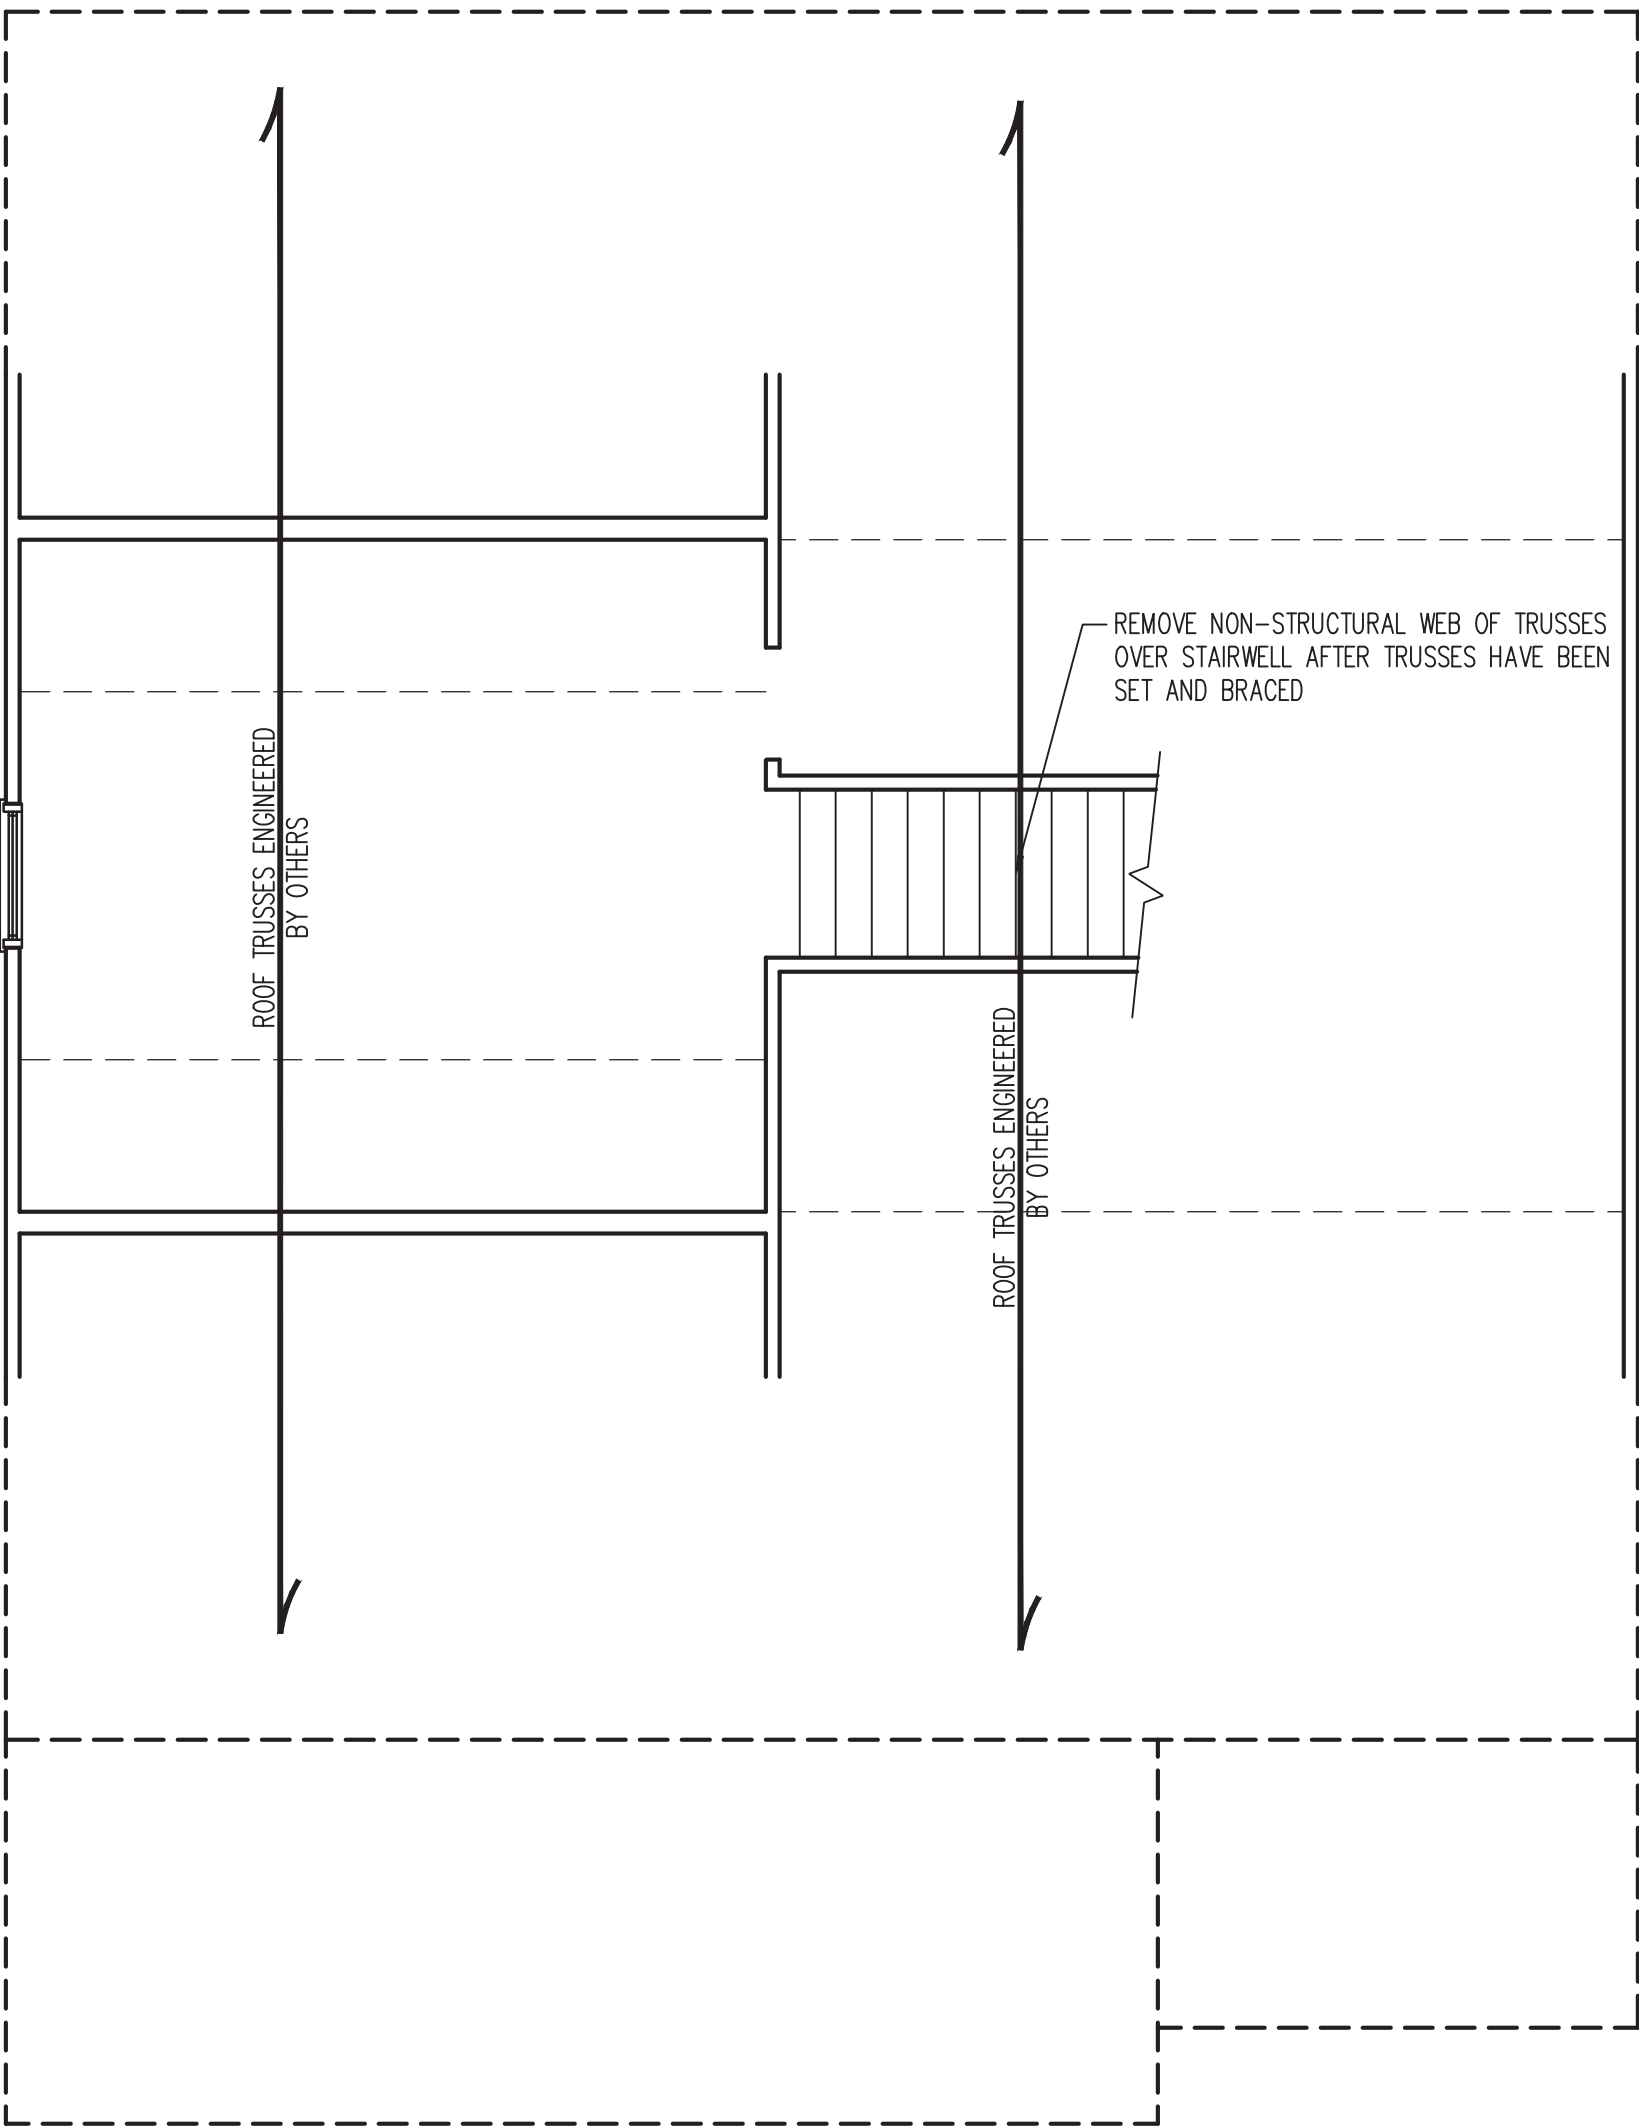 REMOVE NON-STRUCTURAL WEB OF TRUSSES
OVER STAIRWELL AFTER TRUSSES HAVE BEEN
SET AND BRACED
ROOF TRUSSES ENGINEERED
BY OTHERS
ROOF TRUSSES ENGINEERED
BY OTHERS